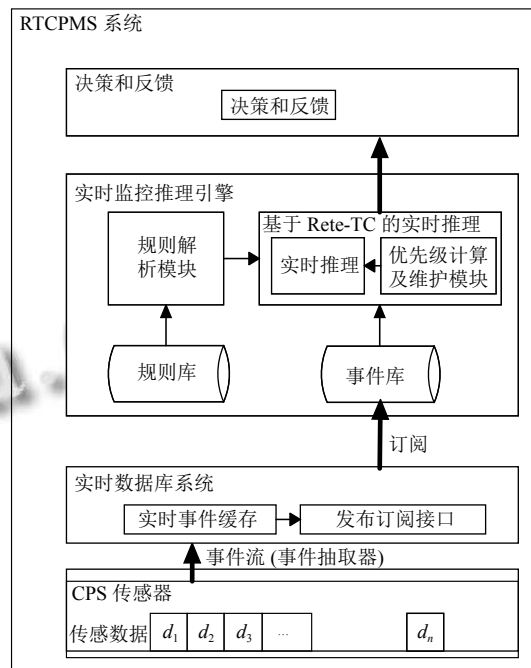 RTCPMS 系统
决策和反馈
决策和反馈
实时监控推理引擎
基于 Rete-TC 的实时推理
规则解
析模块
实时推理
优先级计算
及维护模块
规则库
事件库
订阅
实时数据库系统
实时事件缓存
发布订阅接口
事件流 (事件抽取器)
CPS 传感器
传感数据 d1 d2 d3 ... dn